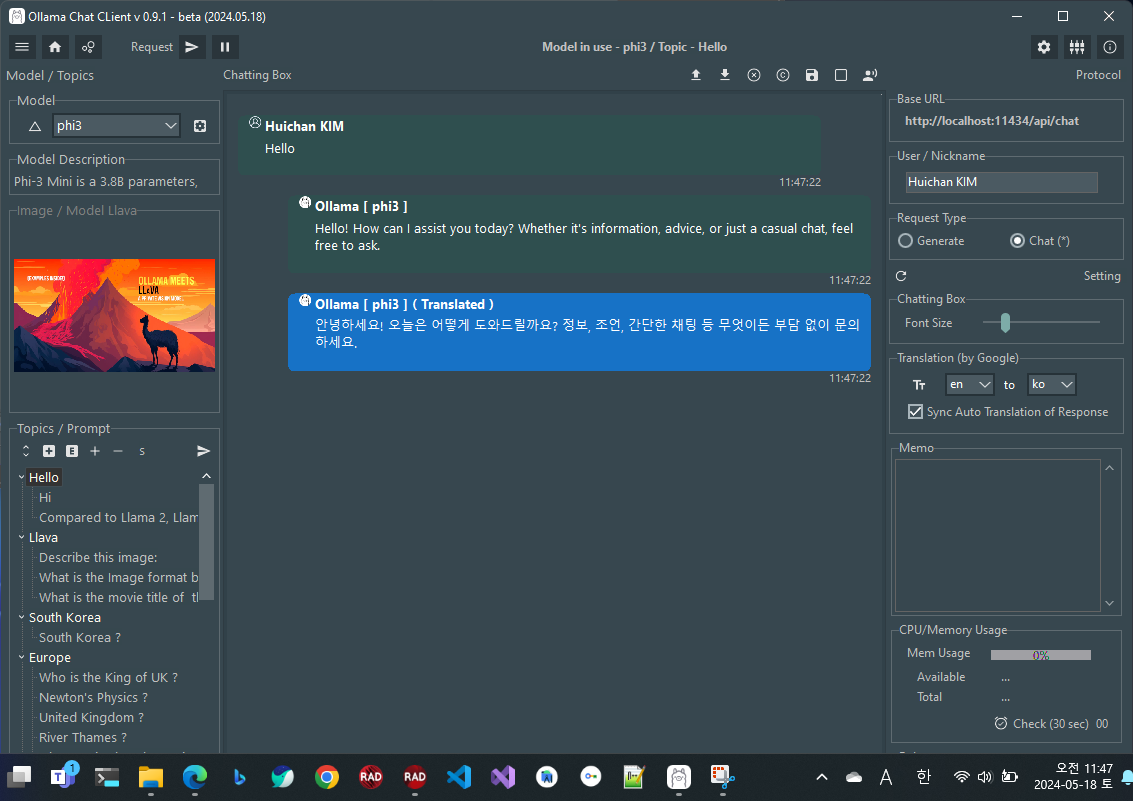 Ollama Chat CLient v 0.9.1 - beta (2024.05.18)
Request
Model in use - phi3 / Topic - Hello
Model / Topics
Chatting Box
Protocol
Model
phi3
Model Description
Phi-3 Mini is a 3.8B parameters,
Image / Model Llava
(EXAMPLES INSIDE!)
OLLAMA MEETS
LLaVA
Topics / Prompt
E
S
Hello
Hi
Compared to Llama 2, Llam
Llava
Describe this image:
What is the Image format b
What is the movie title of th
South Korea
South Korea ?
Europe
Who is the King of UK ?
Newton's Physics ?
United Kingdom ?
River Thames ?
Huichan KIM
Hello
11:47:22
Ollama [ phi3 ]
Hello! How can I assist you today? Whether it's information, advice, or just a casual chat, feel
free to ask.
11:47:22
Ollama [ phi3 ] ( Translated )
안녕하세요! 오늘은 어떻게 도와드릴까요? 정보, 조언, 간단한 채팅 등 무엇이든 부담 없이 문의
하세요.
11:47:22
Base URL
http://localhost:11434/api/chat
User / Nickname
Huichan KIM
Request Type
Generate
Chat (*)
Setting
Chatting Box
Font Size
Translation (by Google)
Tт en to ko
Sync Auto Translation of Response
Memo
CPU/Memory Usage
Mem Usage 0%
Available ...
Total ...
Check (30 sec) 00
1
RAD
RAD
A
한
오전 11:47
2024-05-18 토